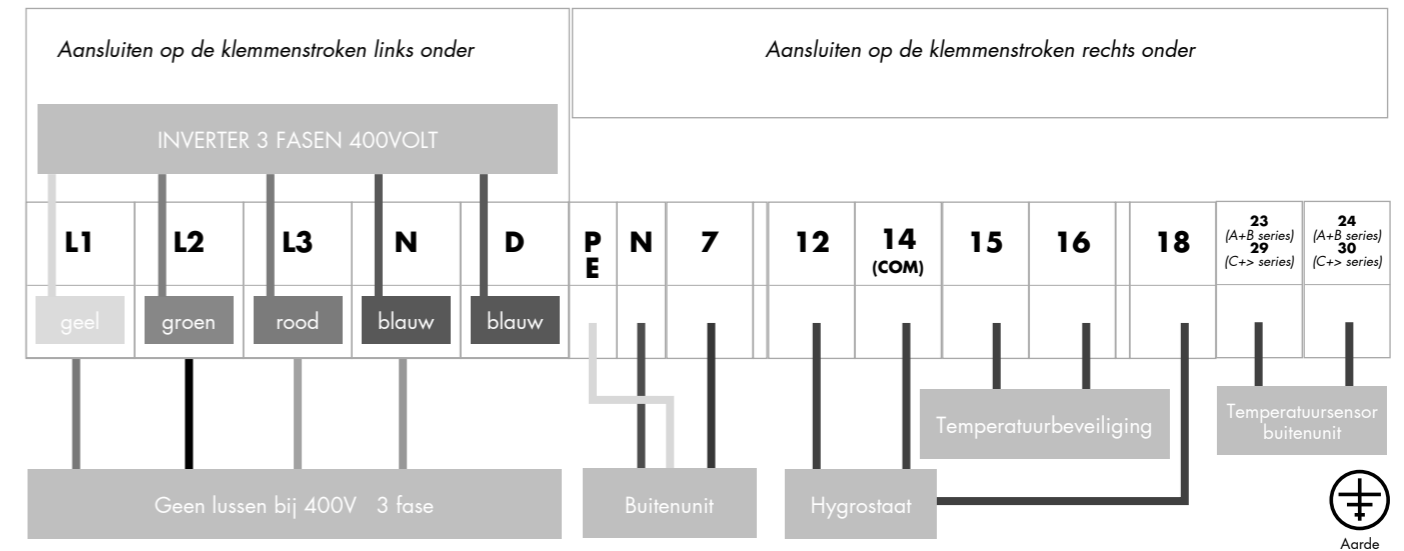 Aansluiten op de klemmenstroken links onder
Aansluiten op de klemmenstroken rechts onder
INVERTER 3 FASEN 400VOLT
L1
L2
L3
N
D
P
E
N
7
12
14
(COM)
15
16
18
23
(A+B series)
29
(C+> series)
24
(A+B series)
30
(C+> series)
geel
groen
rood
blauw
blauw
Temperatuurbeveiliging
Temperatuursensor
buitenunit
Geen lussen bij 400V 3 fase
Buitenunit
Hygrostaat
Aarde